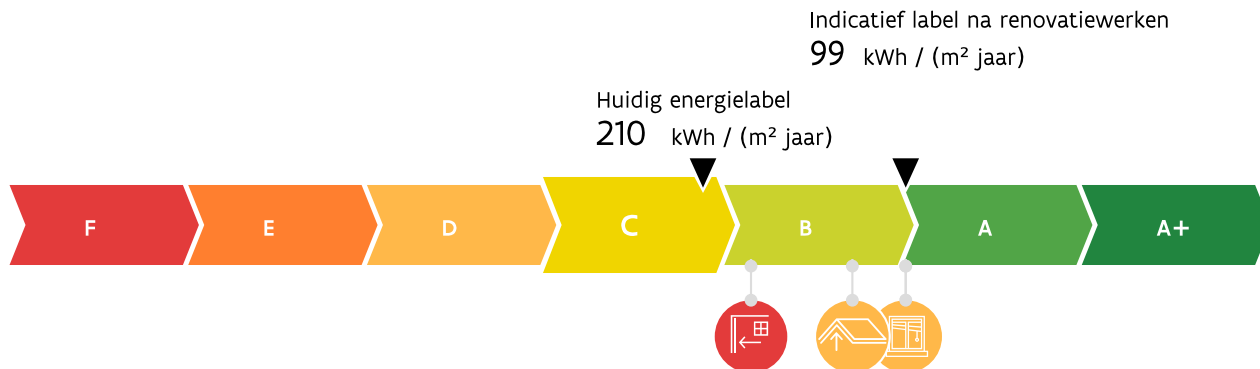 Indicatief label na renovatiewerken
99 kWh / (m² jaar)
Huidig energielabel
210 kWh / (m² jaar)
F E D C B A A+